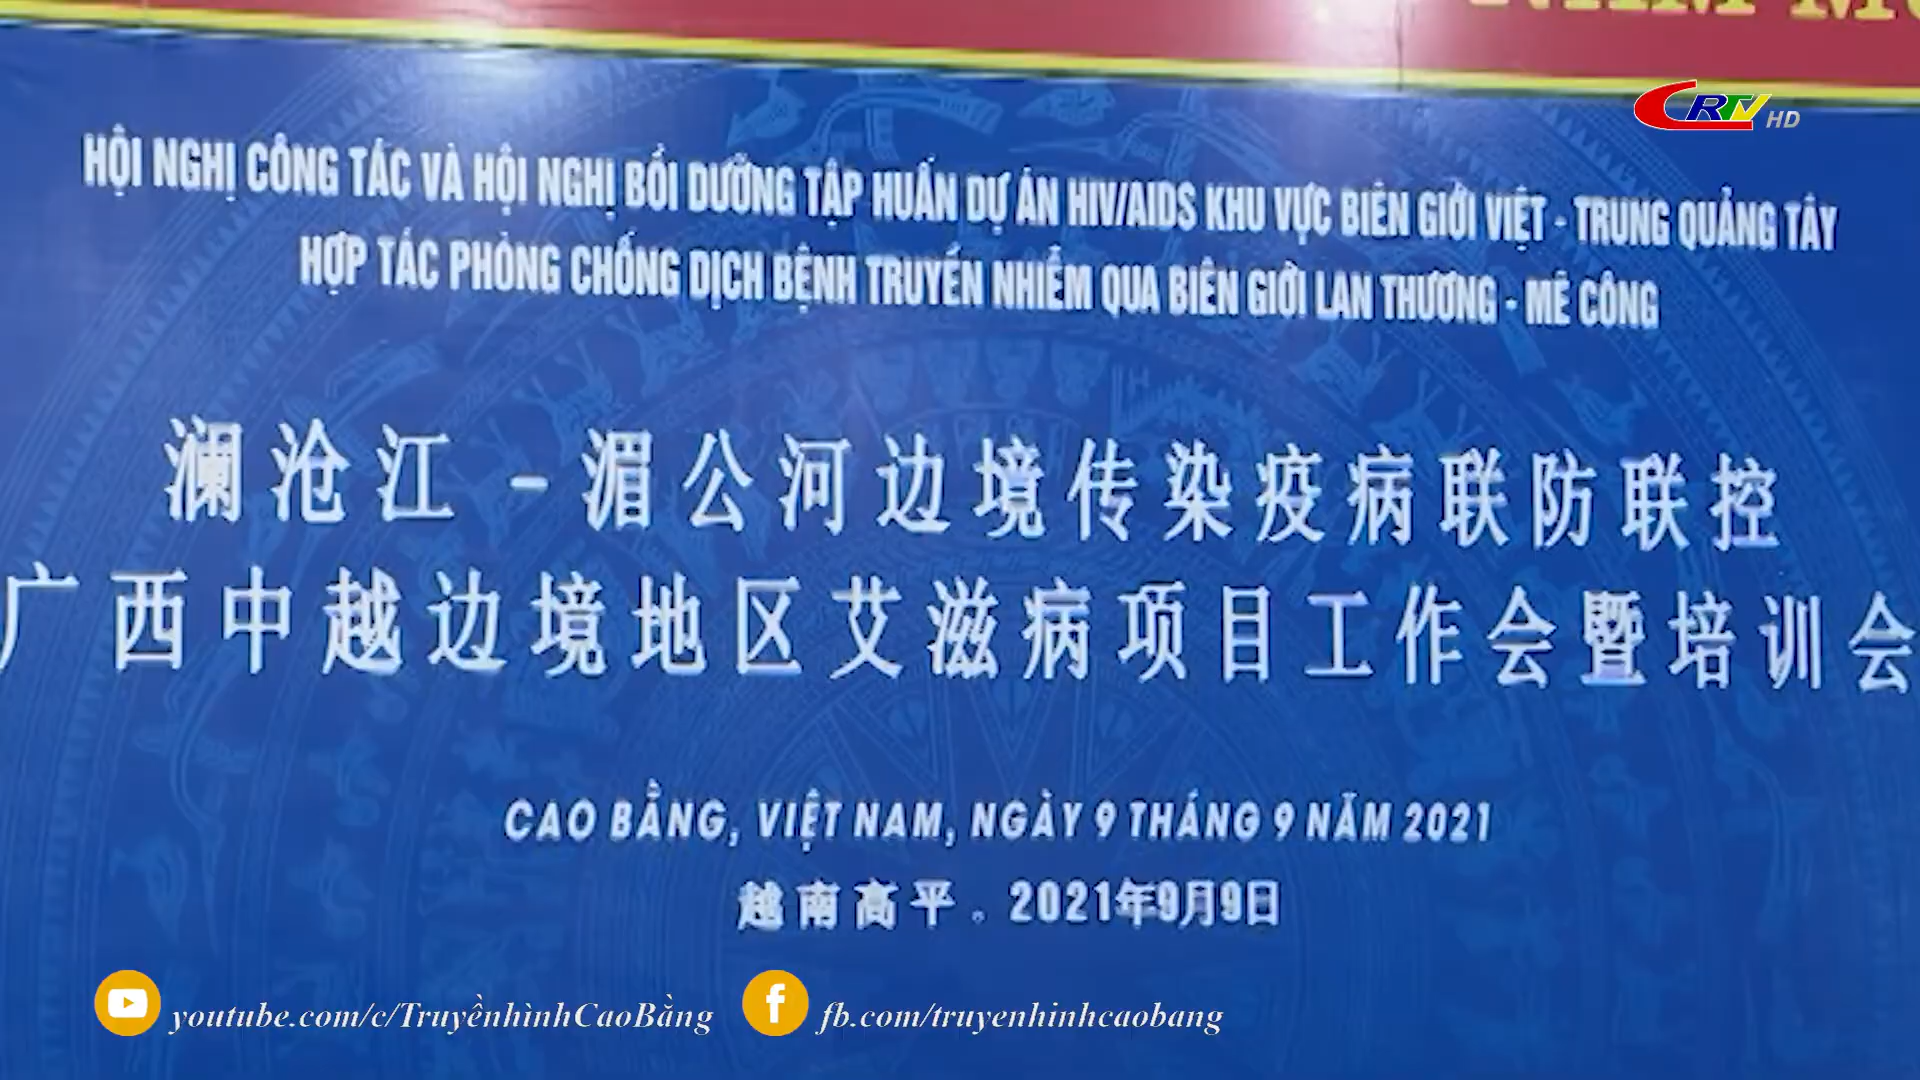 CRTV HD
HỘI NGHỊ CÔNG TÁC VÀ HỘI NGHỊ BỒI DƯỠNG TẬP HUẤN DỰ ÁN HIV/AIDS KHU VỰC BIÊN GIỚI VIỆT - TRUNG QUẢNG TÂY
HỢP TÁC PHÒNG CHỐNG DỊCH BỆNH TRUYỀN NHIỄM QUA BIÊN GIỚI LAN THƯƠNG - MÊ CÔNG
澜沧江－湄公河边境传染疫病联防联控
广西中越边境地区艾滋病项目工作会暨培训会
CAO BẰNG, VIỆT NAM, NGÀY 9 THÁNG 9 NĂM 2021
越南高平。2021年9月9日
youtube.com/c/TruyềnhìnhCaoBằng
fb.com/truyenhinhcaobang